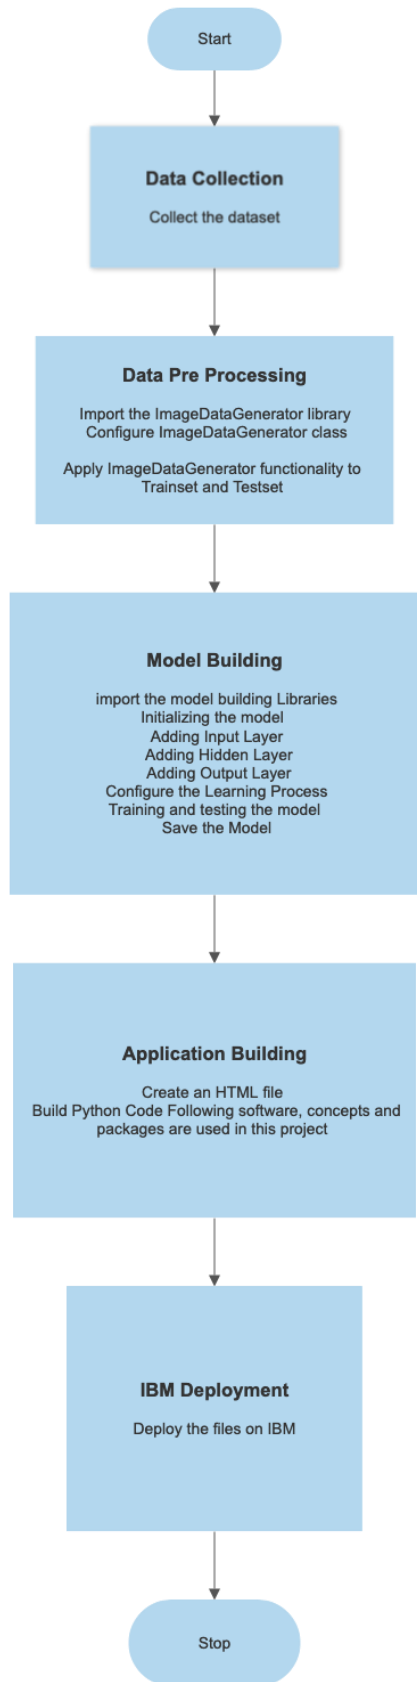 Start
Data Collection
Collect the dataset
Data Pre Processing
Import the ImageDataGenerator library
Configure ImageDataGenerator class
Apply ImageDataGenerator functionality to
Trainset and Testset
Model Building
import the model building Libraries
Initializing the model
Adding Input Layer
Adding Hidden Layer
Adding Output Layer
Configure the Learning Process
Training and testing the model
Save the Model
Application Building
Create an HTML file
Build Python Code Following software, concepts and
packages are used in this project
IBM Deployment
Deploy the files on IBM
Stop